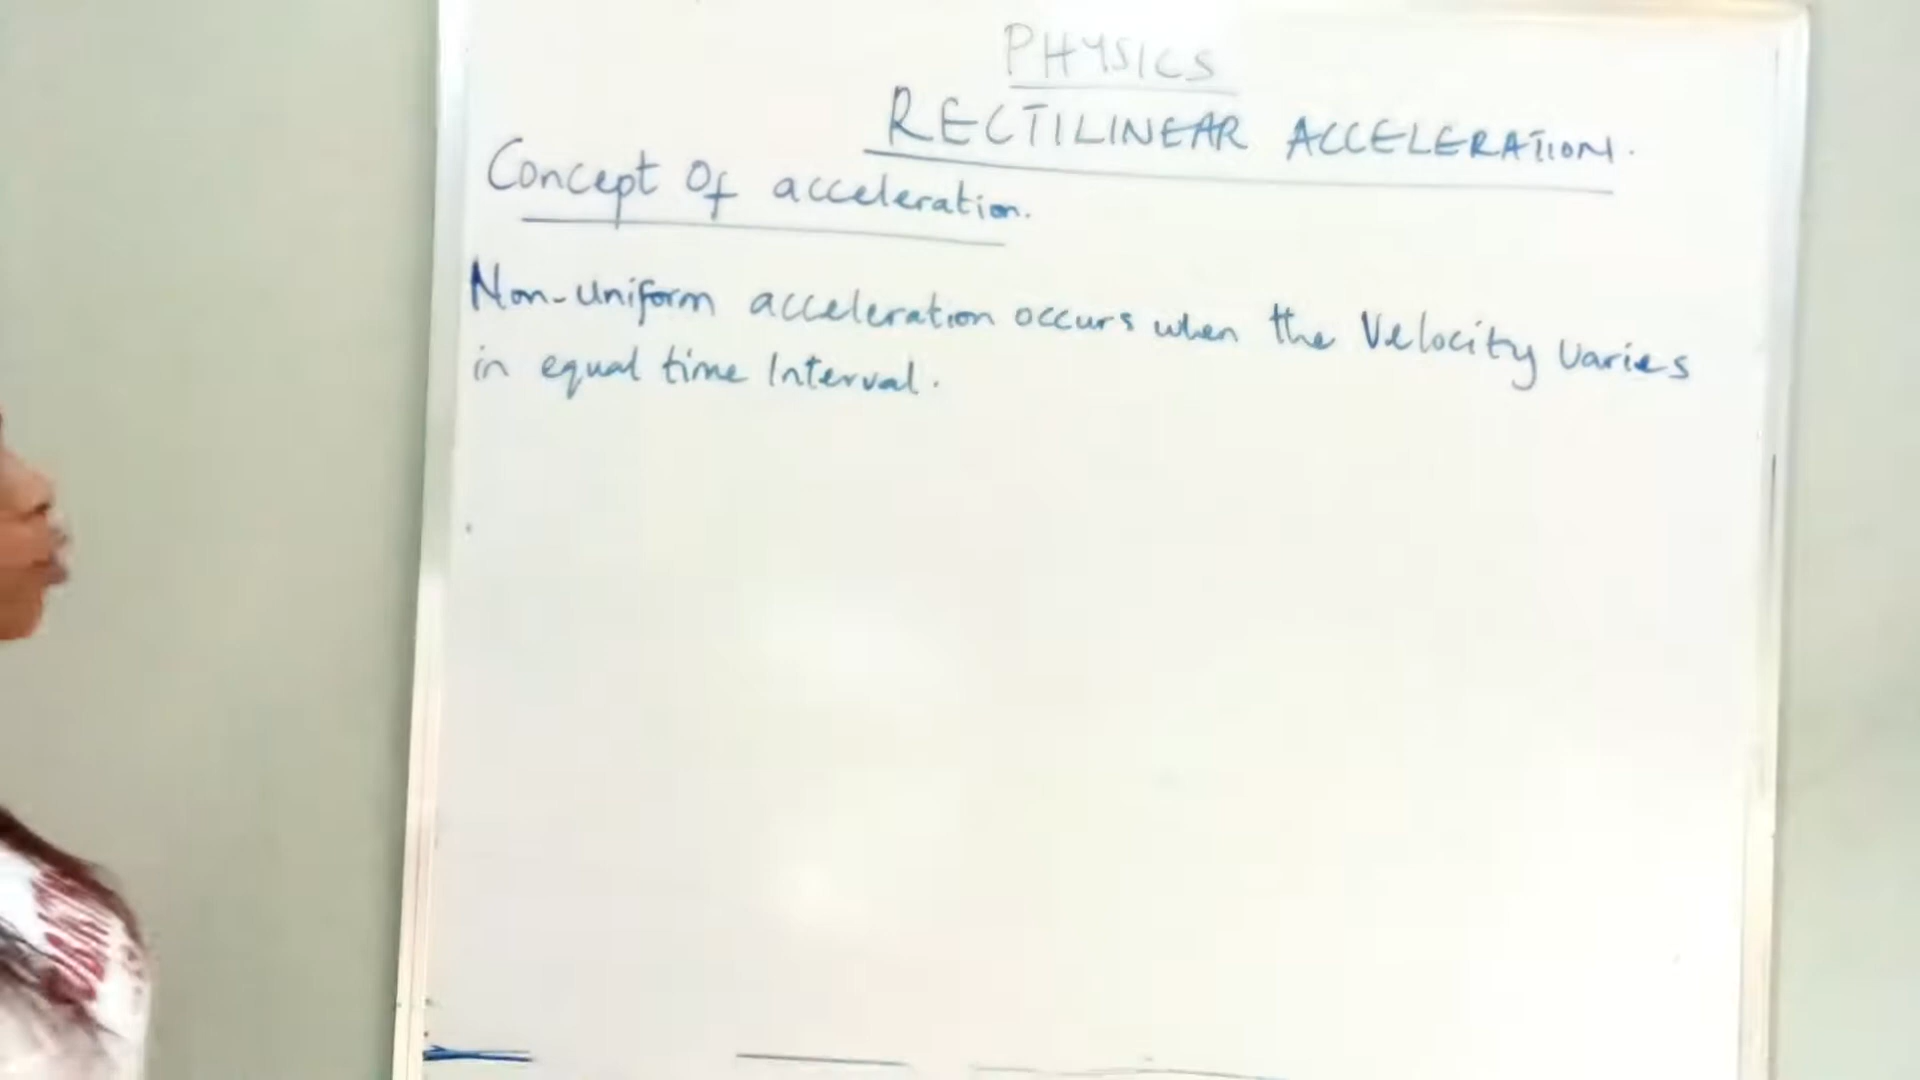 PHYSICS
RECTILINEAR ACCELERATION.
Concept Of acceleration.
Non-Uniform acceleration occurs when the Velocity Varies
in equal time Interval.